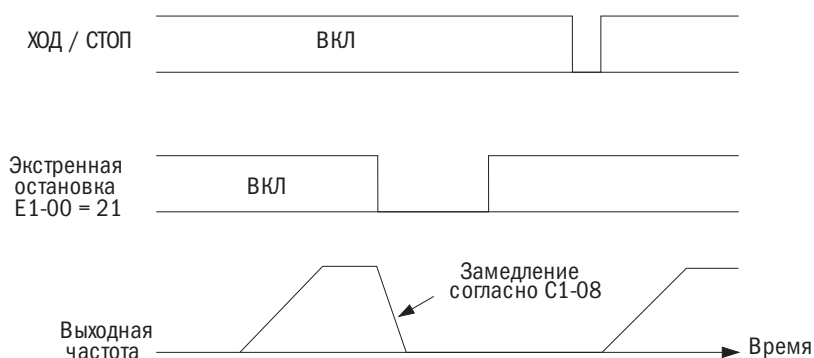 ХОД / СТОП
ВКЛ
Экстренная
остановка
E1-00 = 21
ВКЛ
Замедление
согласно C1-08
Выходная
частота
Время